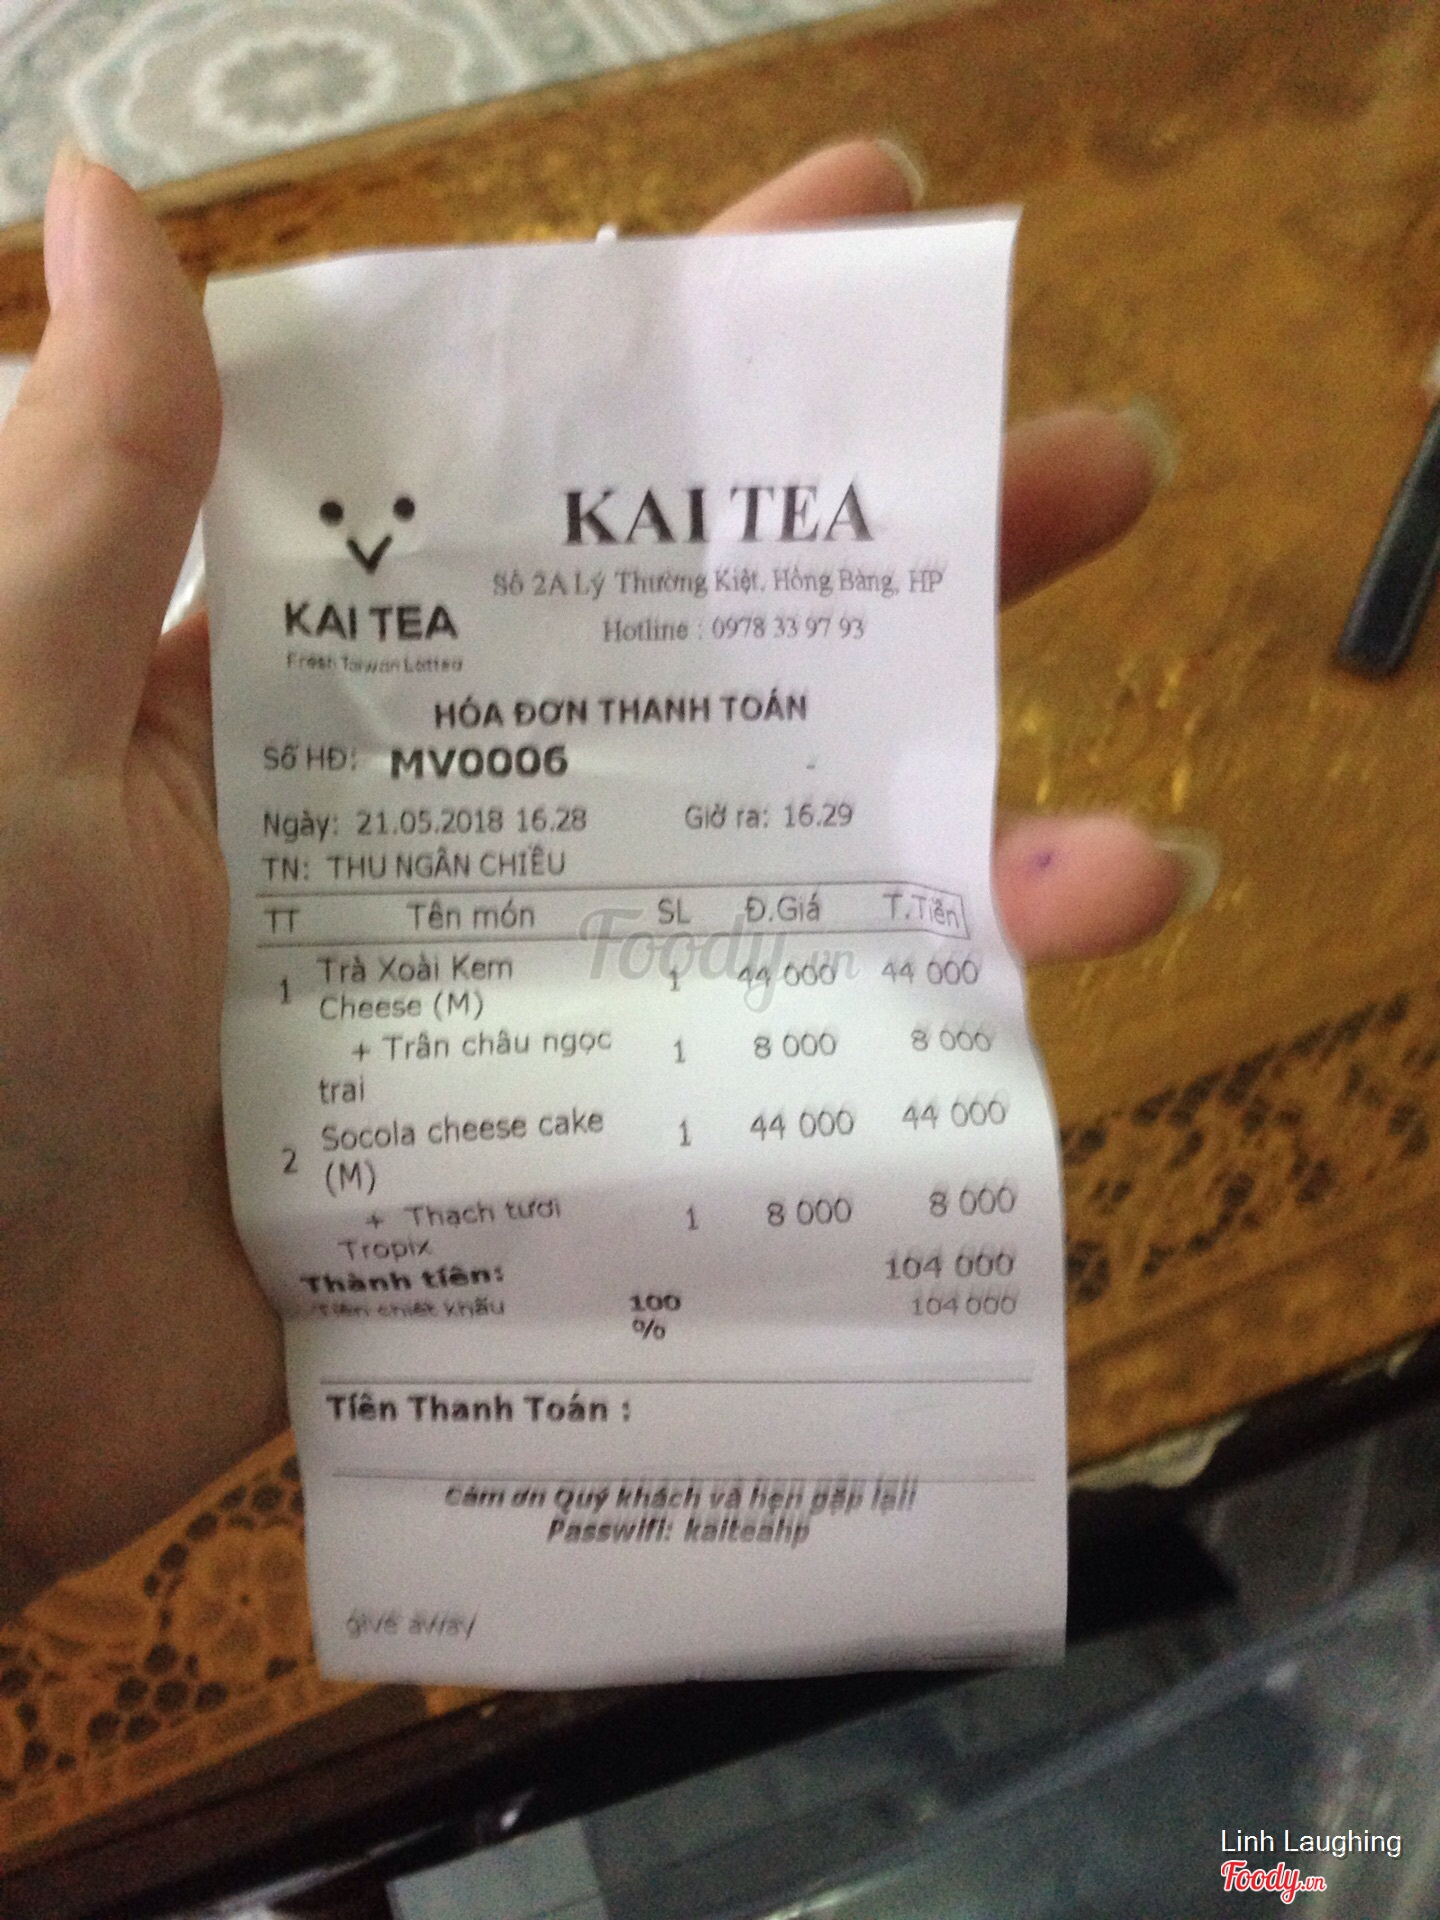 KAI TEA
Số 2A Lý Thường Kiệt, Hồng Bàng, HP
Hotline : 0978 33 97 93
KAI TEA
Fresh Taiwan Lattea
HÓA ĐƠN THANH TOÁN
Số HĐ: MV0006
Ngày: 21.05.2018 16.28 Giờ ra: 16.29
TN: THU NGÂN CHIỀU
TT Tên món SL Đ.Giá T.Tiền
1 Trà Xoài Kem Cheese (M) 1 44 000 44 000
+ Trân châu ngọc trai 1 8 000 8 000
2 Socola cheese cake (M) 1 44 000 44 000
+ Thạch tươi Tropix 1 8 000 8 000
Thành tiền: 104 000
Tiền chiết khấu 100 % 104 000
Tiền Thanh Toán :
Cám ơn Quý khách và hẹn gặp lại!
Passwifi: kaiteahp
give away
Foody.vn
Linh Laughing
Foody.vn